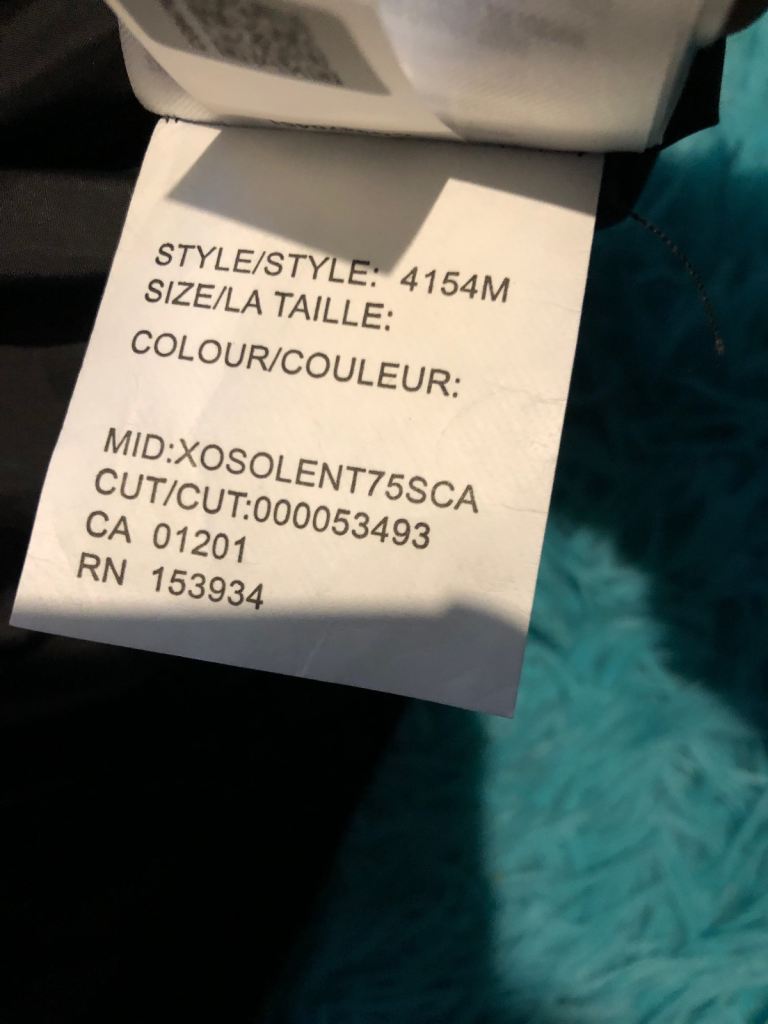 STYLE/STYLE: 4154M
SIZE/LA TAILLE:
COLOUR/COULEUR:
MID:XOSOLENT75SCA
CUT/CUT:000053493
CA 01201
RN 153934